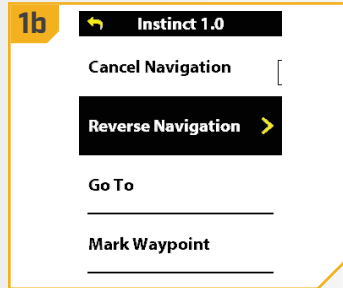 1b
Instinct 1.0
Cancel Navigation
Reverse Navigation
Go To
Mark Waypoint